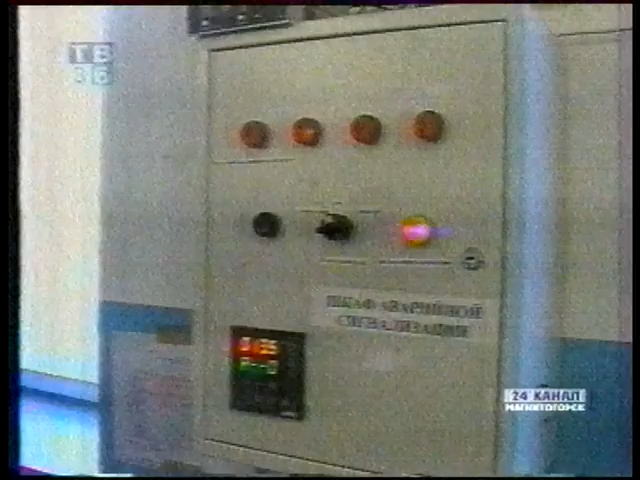 ТВ
36
ШКАФ АВАРИЙНОЙ
СИГНАЛИЗАЦИИ
24 КАНАЛ
МАГНИТОГОРСК